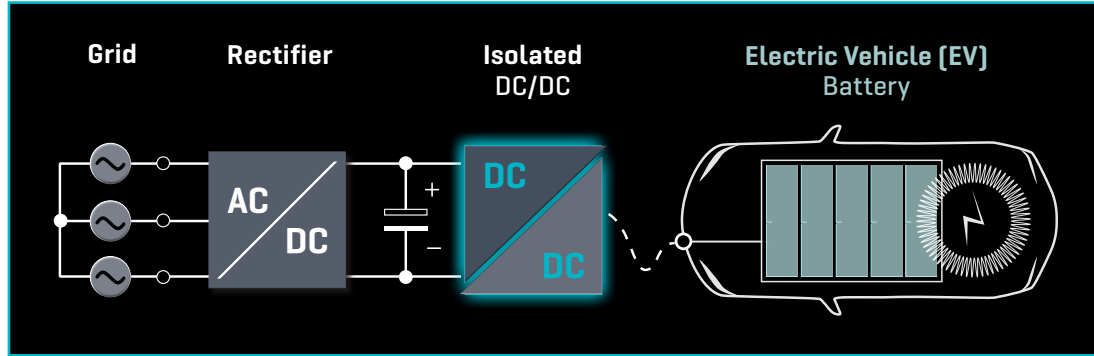 Grid
Rectifier
Isolated
DC/DC
Electric Vehicle (EV)
Battery
AC
DC
+
−
DC
DC